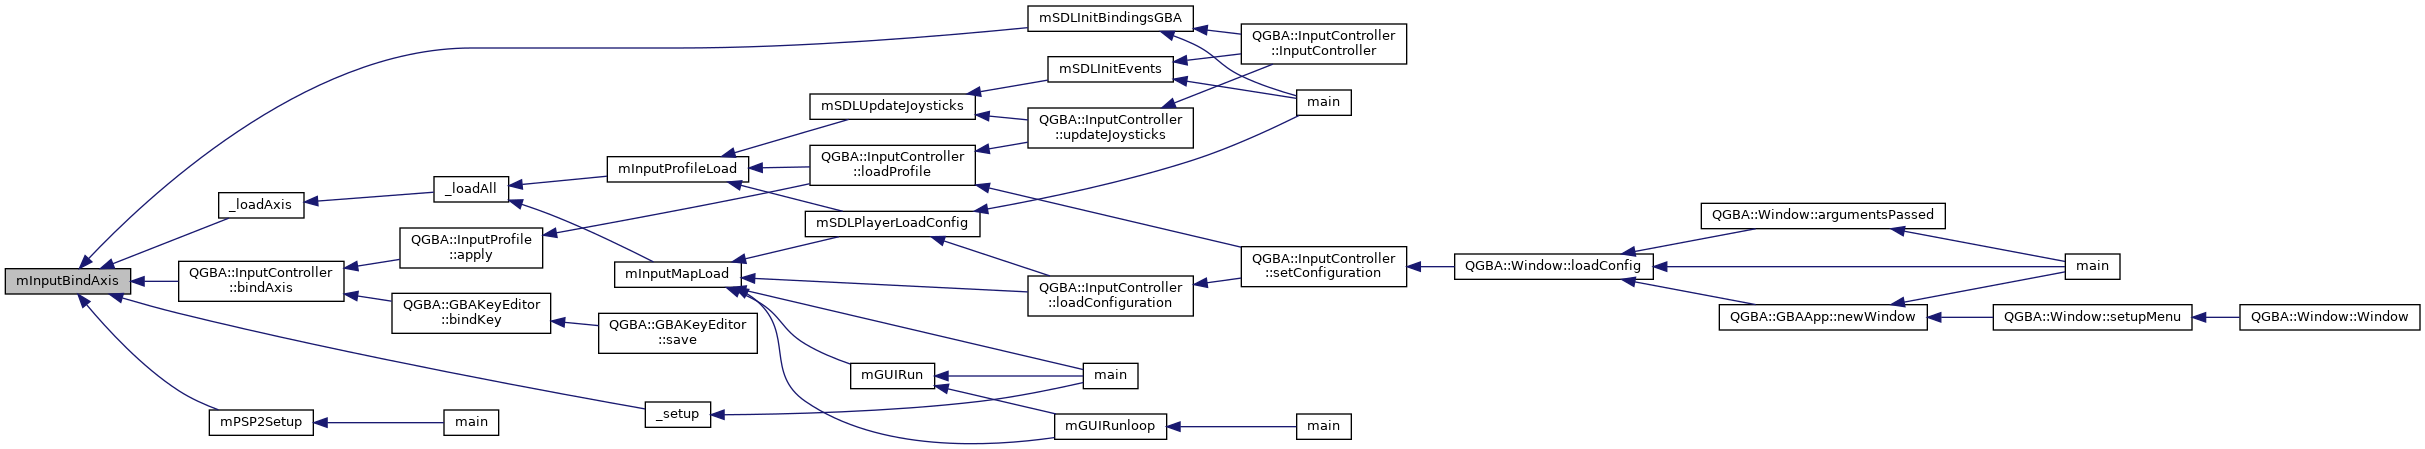 mInputBindAxis
mSDLInitBindingsGBA
QGBA::InputController
::InputController
main
_loadAxis
_loadAll
mInputProfileLoad
mSDLUpdateJoysticks
mSDLInitEvents
QGBA::InputController
::updateJoysticks
QGBA::InputController
::loadProfile
QGBA::InputController
::setConfiguration
QGBA::Window::loadConfig
QGBA::Window::argumentsPassed
main
QGBA::GBAApp::newWindow
QGBA::Window::setupMenu
QGBA::Window::Window
mSDLPlayerLoadConfig
QGBA::InputController
::loadConfiguration
mInputMapLoad
mGUIRun
main
mGUIRunloop
main
QGBA::InputController
::bindAxis
QGBA::InputProfile
::apply
QGBA::GBAKeyEditor
::bindKey
QGBA::GBAKeyEditor
::save
_setup
mPSP2Setup
main